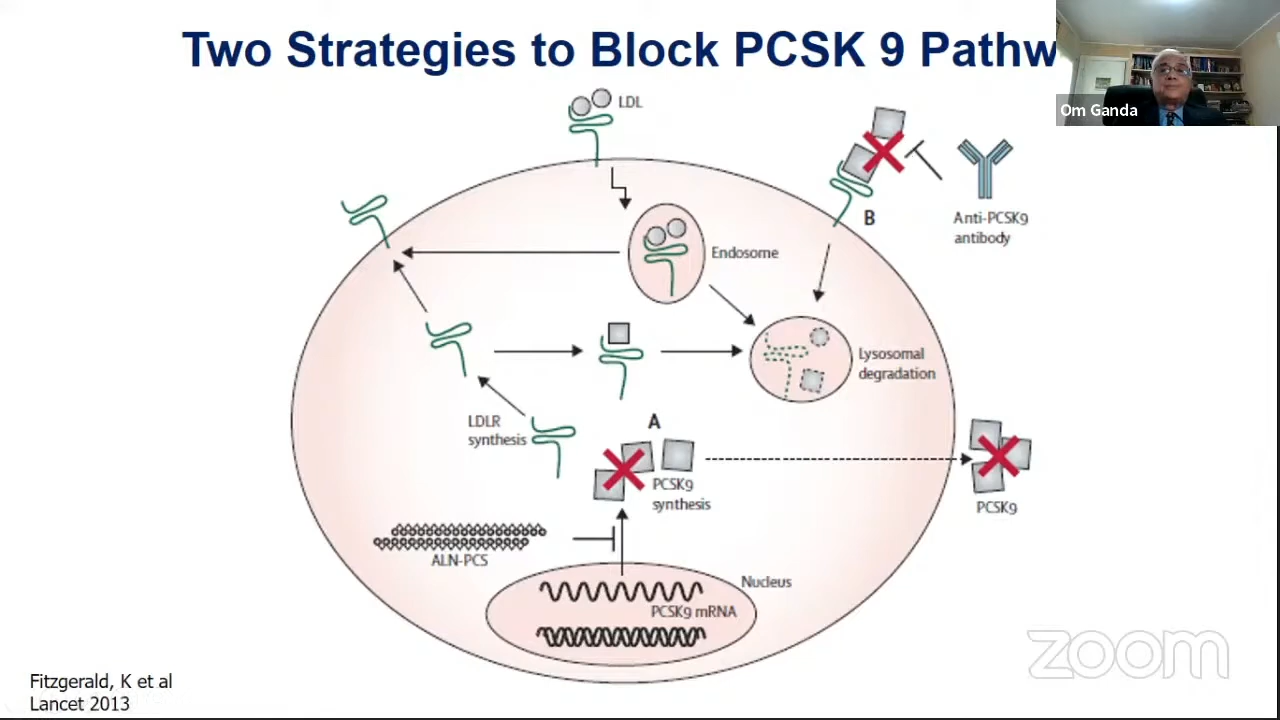 Two Strategies to Block PCSK 9 Pathw
Om Ganda
LDL
B
Anti-PCSK9
antibody
Endosome
Lysosomal
degradation
LDLR
synthesis
A
PCSK9
synthesis
PCSK9
ALN-PCS
Nucleus
PCSK9 mRNA
zoom
Fitzgerald, K et al
Lancet 2013